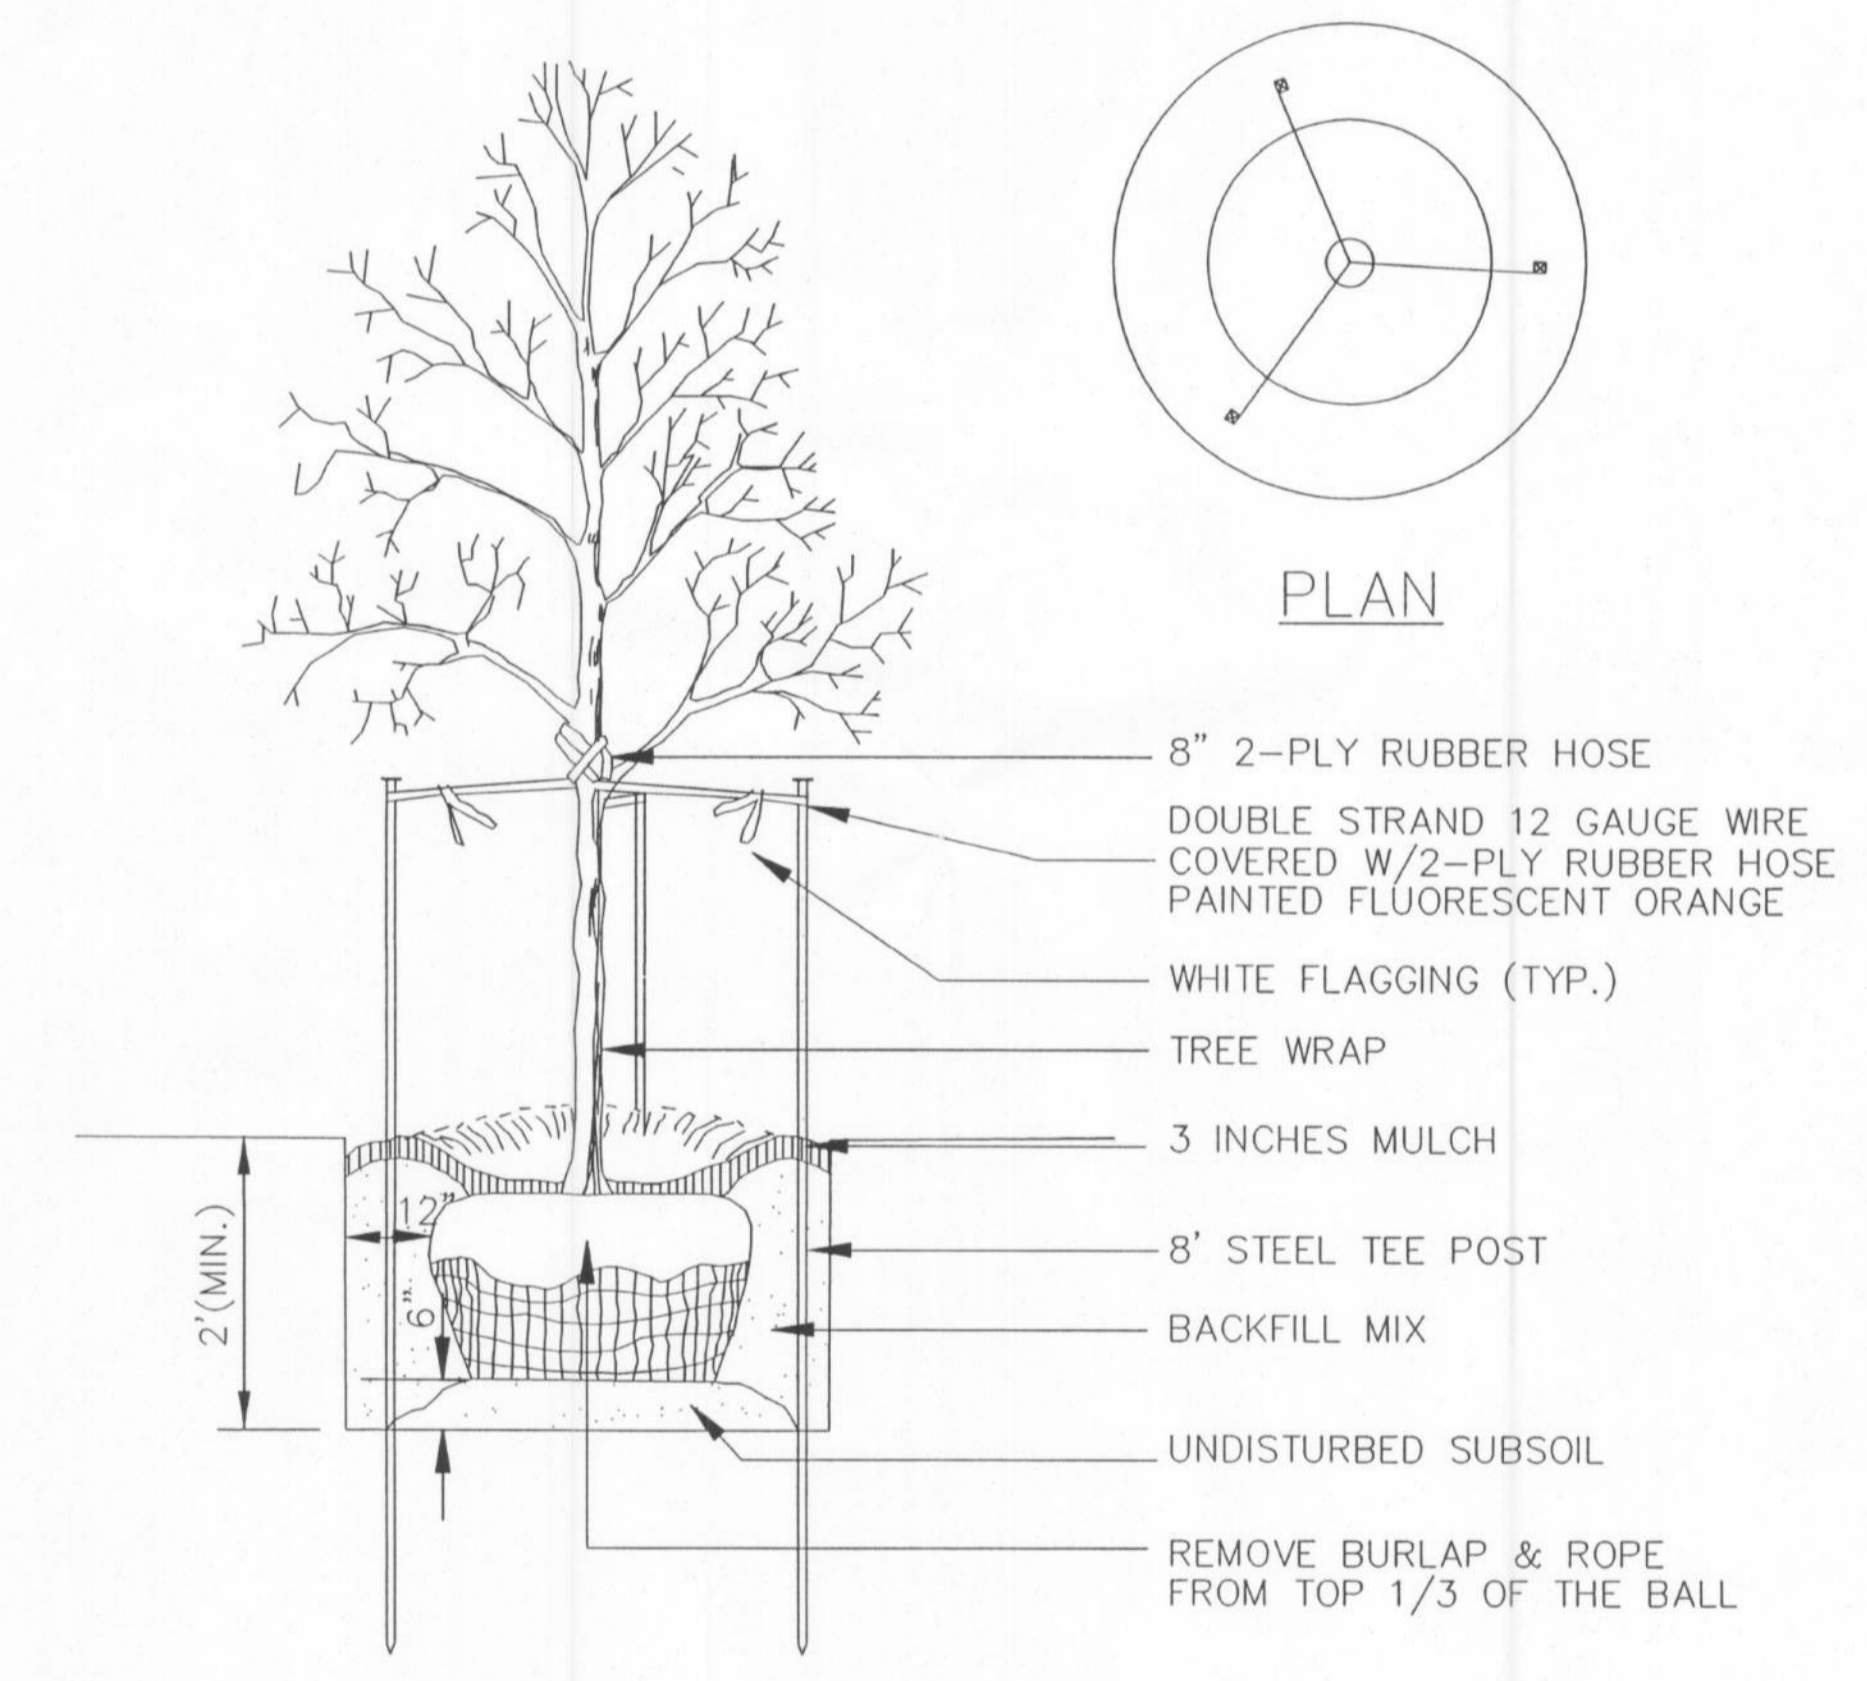 PLAN
8" 2-PLY RUBBER HOSE
DOUBLE STRAND 12 GAUGE WIRE
COVERED W/2-PLY RUBBER HOSE
PAINTED FLUORESCENT ORANGE
WHITE FLAGGING (TYP.)
TREE WRAP
3 INCHES MULCH
12"
2'(MIN.)
8' STEEL TEE POST
6"
BACKFILL MIX
UNDISTURBED SUBSOIL
REMOVE BURLAP & ROPE
FROM TOP 1/3 OF THE BALL